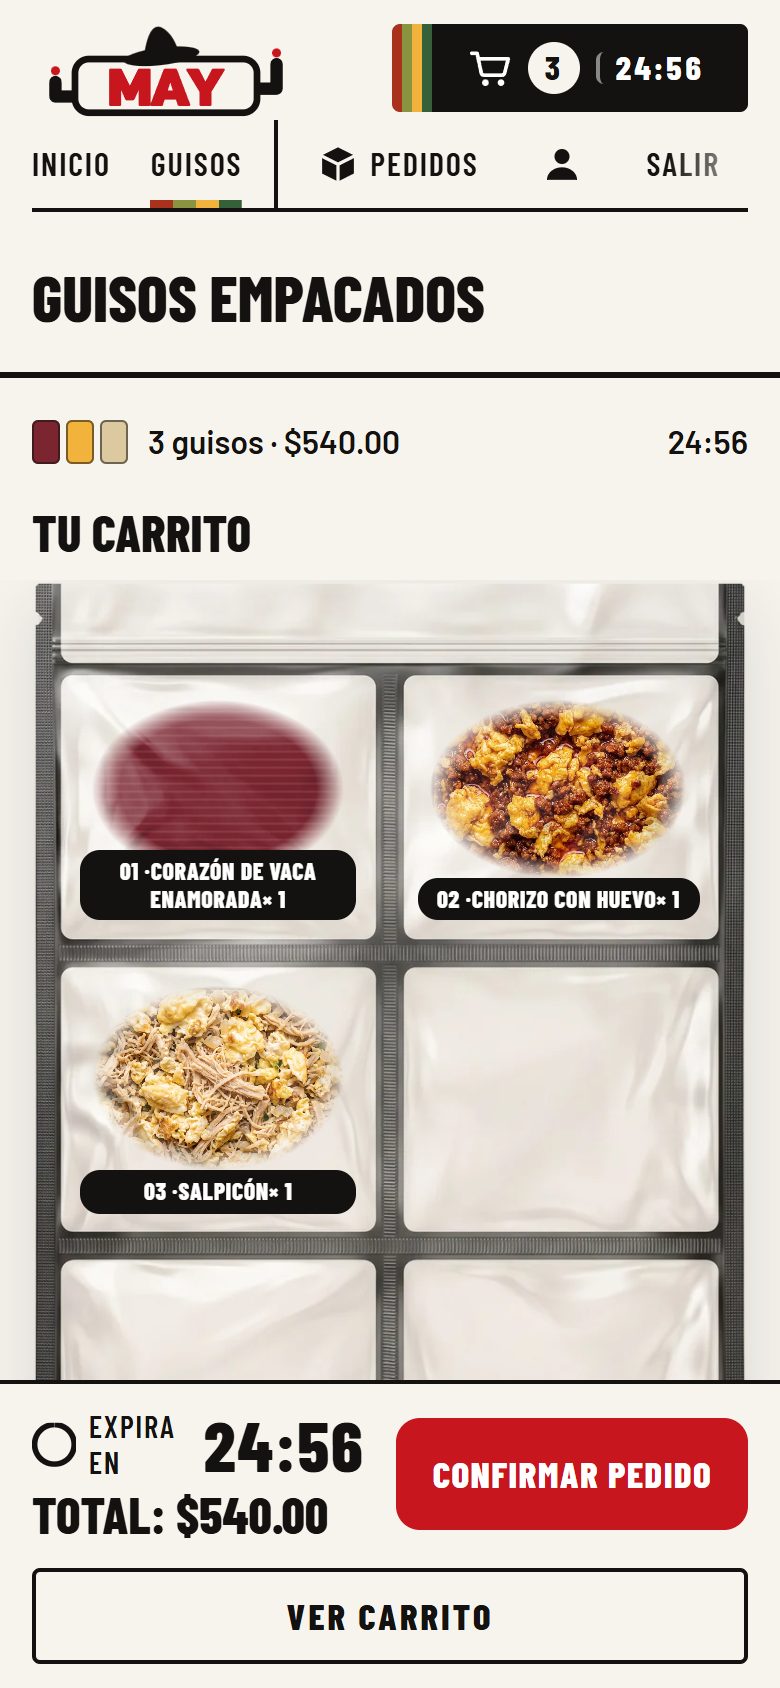 MAY
3 24:56
INICIO GUISOS PEDIDOS SALIR
GUISOS EMPACADOS
3 guisos · $540.00 24:56
TU CARRITO
01 ·CORAZÓN DE VACA
ENAMORADA× 1
02 ·CHORIZO CON HUEVO× 1
03 ·SALPICÓN× 1
EXPIRA
EN
24:56
TOTAL: $540.00
CONFIRMAR PEDIDO
VER CARRITO